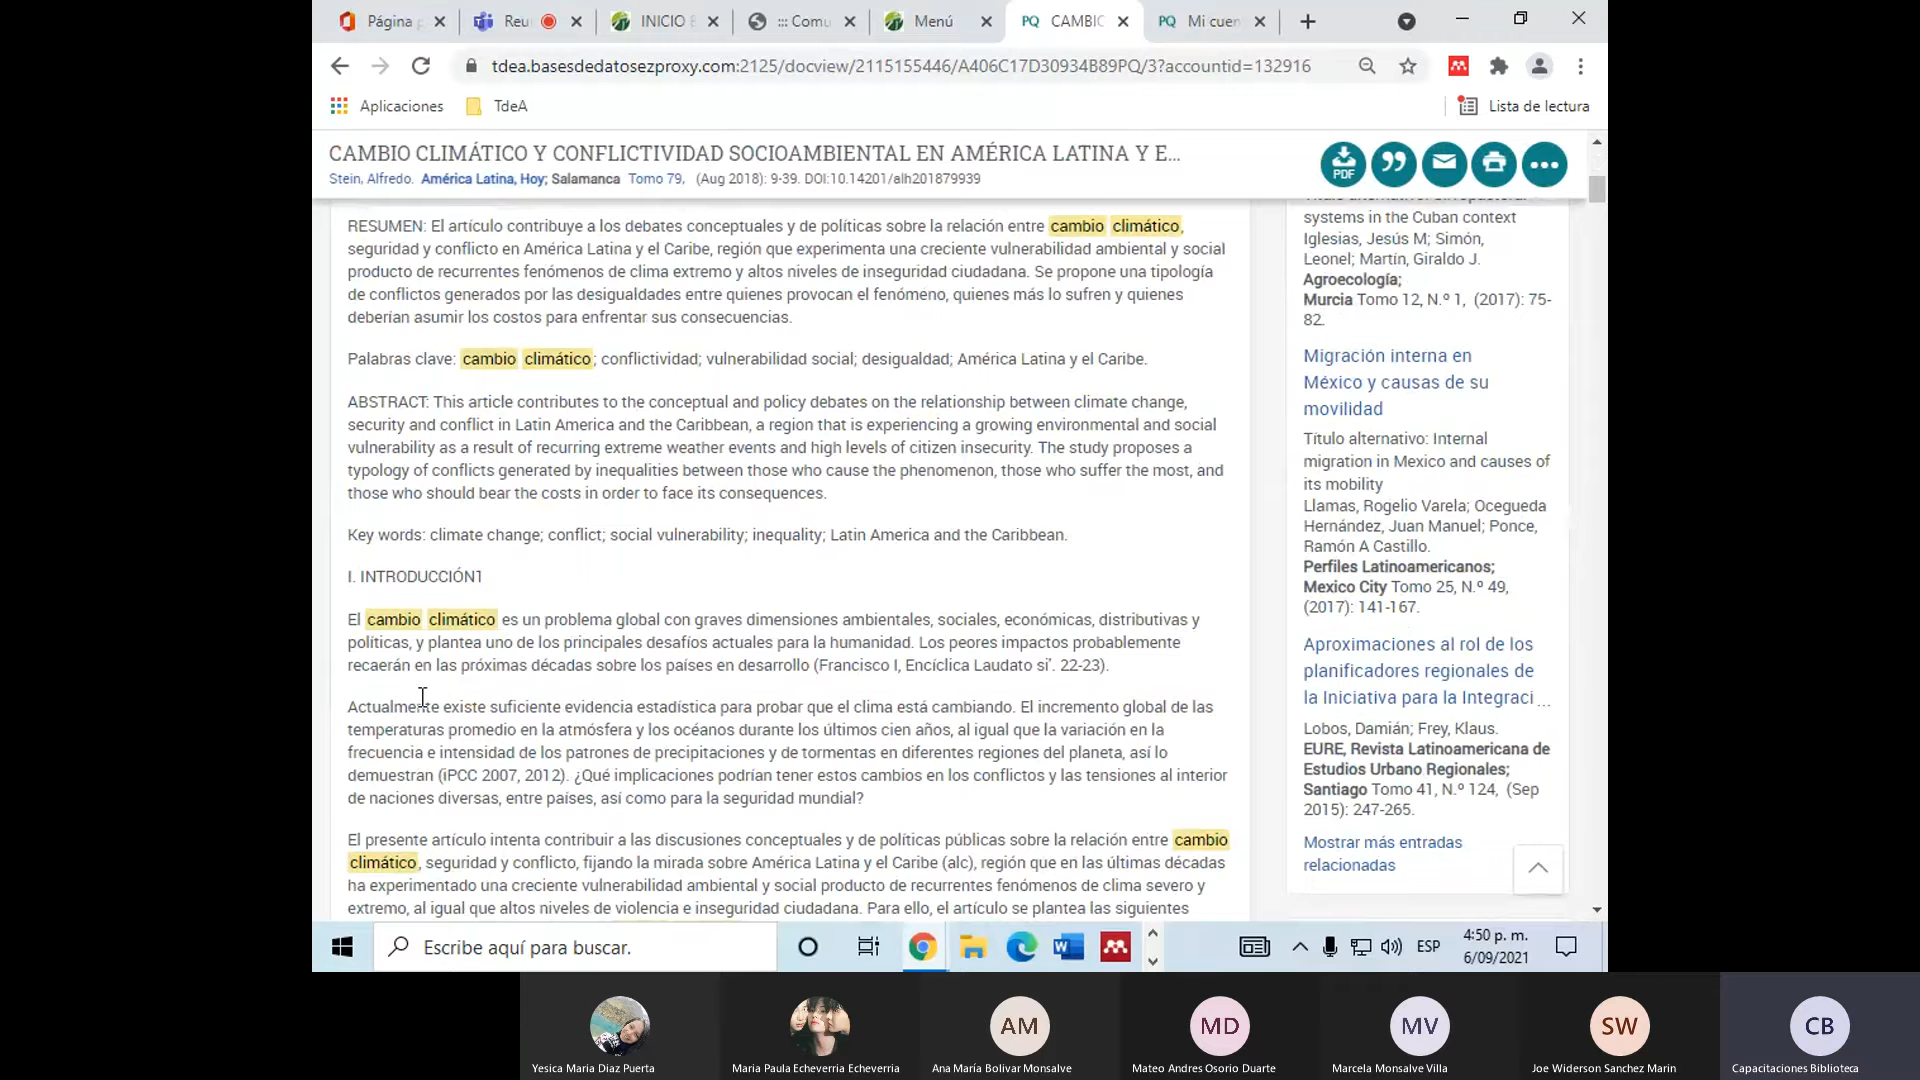 Página
Reu
INICIO
::: Comu
Menú
PQ CAMBIO
PQ Mi cuen
tdea.basesdedatosezproxy.com:2125/docview/2115155446/A406C17D30934B89PQ/3?accountid=132916
Aplicaciones
TdeA
Lista de lectura
CAMBIO CLIMÁTICO Y CONFLICTIVIDAD SOCIOAMBIENTAL EN AMÉRICA LATINA Y E...
Stein, Alfredo. América Latina, Hoy; Salamanca Tomo 79, (Aug 2018): 9-39. DOI:10.14201/alh201879939
PDF
RESUMEN: El artículo contribuye a los debates conceptuales y de políticas sobre la relación entre cambio climático,
seguridad y conflicto en América Latina y el Caribe, región que experimenta una creciente vulnerabilidad ambiental y social
producto de recurrentes fenómenos de clima extremo y altos niveles de inseguridad ciudadana. Se propone una tipología
de conflictos generados por las desigualdades entre quienes provocan el fenómeno, quienes más lo sufren y quienes
deberían asumir los costos para enfrentar sus consecuencias.
Palabras clave: cambio climático; conflictividad; vulnerabilidad social; desigualdad; América Latina y el Caribe.
ABSTRACT: This article contributes to the conceptual and policy debates on the relationship between climate change,
security and conflict in Latin America and the Caribbean, a region that is experiencing a growing environmental and social
vulnerability as a result of recurring extreme weather events and high levels of citizen insecurity. The study proposes a
typology of conflicts generated by inequalities between those who cause the phenomenon, those who suffer the most, and
those who should bear the costs in order to face its consequences.
Key words: climate change; conflict; social vulnerability; inequality; Latin America and the Caribbean.
I. INTRODUCCIÓN1
El cambio climático es un problema global con graves dimensiones ambientales, sociales, económicas, distributivas y
políticas, y plantea uno de los principales desafíos actuales para la humanidad. Los peores impactos probablemente
recaerán en las próximas décadas sobre los países en desarrollo (Francisco I, Encíclica Laudato si'. 22-23).
Actualmente existe suficiente evidencia estadística para probar que el clima está cambiando. El incremento global de las
temperaturas promedio en la atmósfera y los océanos durante los últimos cien años, al igual que la variación en la
frecuencia e intensidad de los patrones de precipitaciones y de tormentas en diferentes regiones del planeta, así lo
demuestran (iPCC 2007, 2012). ¿Qué implicaciones podrían tener estos cambios en los conflictos y las tensiones al interior
de naciones diversas, entre países, así como para la seguridad mundial?
El presente artículo intenta contribuir a las discusiones conceptuales y de políticas públicas sobre la relación entre cambio
climático, seguridad y conflicto, fijando la mirada sobre América Latina y el Caribe (alc), región que en las últimas décadas
ha experimentado una creciente vulnerabilidad ambiental y social producto de recurrentes fenómenos de clima severo y
extremo, al igual que altos niveles de violencia e inseguridad ciudadana. Para ello, el artículo se plantea las siguientes
systems in the Cuban context
Iglesias, Jesús M; Simón,
Leonel; Martín, Giraldo J.
Agroecología;
Murcia Tomo 12, N.º 1, (2017): 75-
82.
Migración interna en
México y causas de su
movilidad
Título alternativo: Internal
migration in Mexico and causes of
its mobility
Llamas, Rogelio Varela; Ocegueda
Hernández, Juan Manuel; Ponce,
Ramón A Castillo.
Perfiles Latinoamericanos;
Mexico City Tomo 25, N.º 49,
(2017): 141-167.
Aproximaciones al rol de los
planificadores regionales de
la Iniciativa para la Integraci...
Lobos, Damián; Frey, Klaus.
EURE, Revista Latinoamericana de
Estudios Urbano Regionales;
Santiago Tomo 41, N.º 124, (Sep
2015): 247-265.
Mostrar más entradas
relacionadas
Escribe aquí para buscar.
ESP
4:50 p. m.
6/09/2021
AM
MD
MV
SW
CB
Yesica Maria Diaz Puerta
Maria Paula Echeverria Echeverria
Ana María Bolivar Monsalve
Mateo Andres Osorio Duarte
Marcela Monsalve Villa
Joe Widerson Sanchez Marin
Capacitaciones Biblioteca